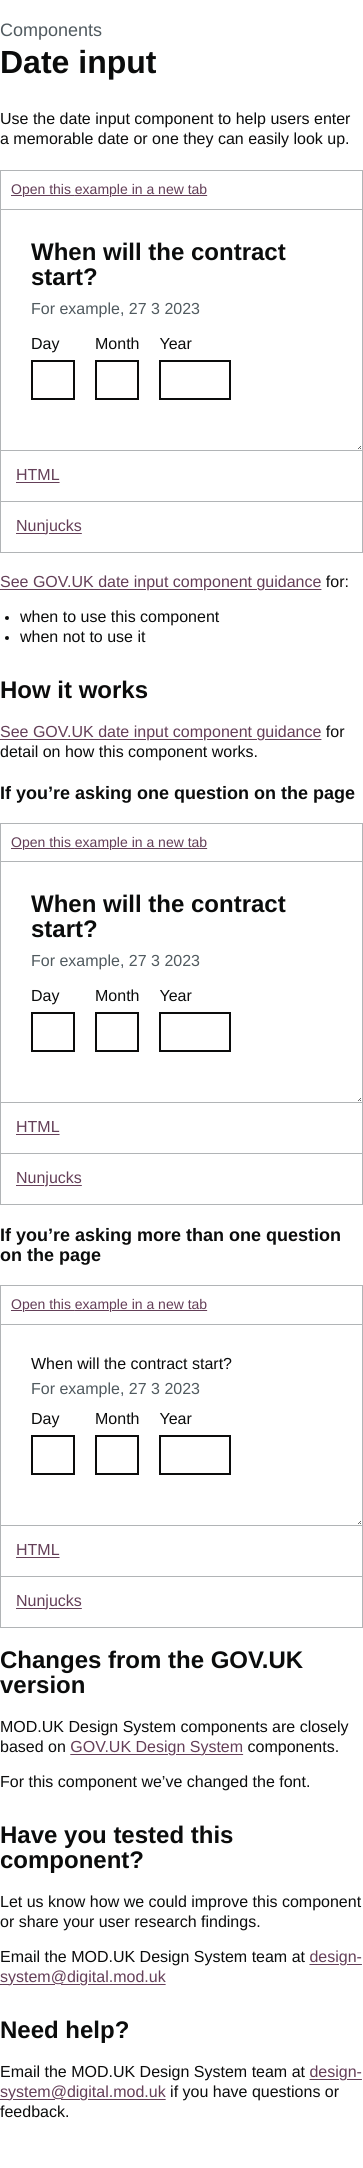 Components
Date input
Use the date input component to help users enter
a memorable date or one they can easily look up.
Open this example in a new tab
When will the contract
start?
For example, 27 3 2023
Day Month Year
HTML
Nunjucks
See GOV.UK date input component guidance for:
• when to use this component
• when not to use it
How it works
See GOV.UK date input component guidance for
detail on how this component works.
If you’re asking one question on the page
Open this example in a new tab
When will the contract
start?
For example, 27 3 2023
Day Month Year
HTML
Nunjucks
If you’re asking more than one question
on the page
Open this example in a new tab
When will the contract start?
For example, 27 3 2023
Day Month Year
HTML
Nunjucks
Changes from the GOV.UK
version
MOD.UK Design System components are closely
based on GOV.UK Design System components.
For this component we’ve changed the font.
Have you tested this
component?
Let us know how we could improve this component
or share your user research findings.
Email the MOD.UK Design System team at design-
system@digital.mod.uk
Need help?
Email the MOD.UK Design System team at design-
system@digital.mod.uk if you have questions or
feedback.